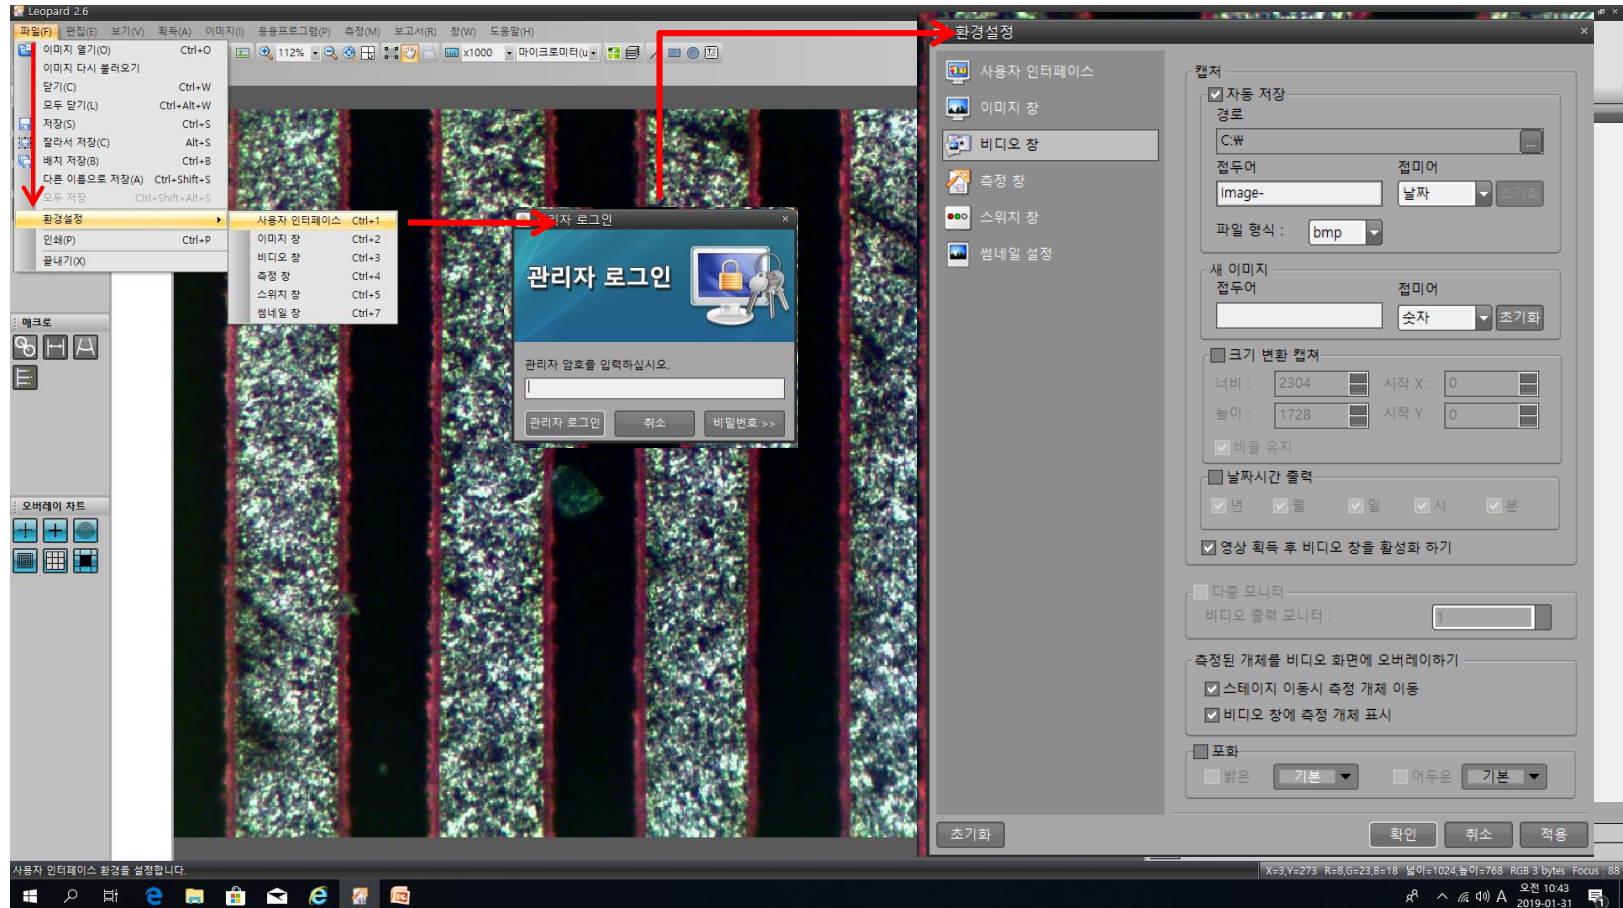 Leopard 2.6
파일(F) 편집(E) 보기(V) 획득(A) 이미지(I) 응용프로그램(P) 측정(M) 보고서(R) 창(W) 도움말(H)
112% x1000 마이크로미터(u
이미지 열기(O) Ctrl+O
이미지 다시 불러오기
닫기(C) Ctrl+W
모두 닫기(L) Ctrl+Alt+W
저장(S) Ctrl+S
잘라서 저장(C) Alt+S
배치 저장(B) Ctrl+B
다른 이름으로 저장(A) Ctrl+Shift+S
모두 저장 Ctrl+Shift+Alt+S
환경설정
인쇄(P) Ctrl+P
끝내기(X)
사용자 인터페이스 Ctrl+1
이미지 창 Ctrl+2
비디오 창 Ctrl+3
측정 창 Ctrl+4
스위치 창 Ctrl+5
썸네일 창 Ctrl+7
매크로
오버레이 차트
관리자 로그인
관리자 로그인
관리자 암호를 입력하십시오.
관리자 로그인 취소 비밀번호 >>
환경설정
사용자 인터페이스
이미지 창
비디오 창
측정 창
스위치 창
썸네일 설정
캡처
자동 저장
경로
C:₩ ...
접두어 접미어
Image- 날짜 초기화
파일 형식 : bmp
새 이미지
접두어 접미어
숫자 초기화
크기 변환 캡쳐
너비 : 2304 시작 X : 0
높이 : 1728 시작 Y : 0
비율 유지
날짜시간 출력
년 월 일 시 분
영상 획득 후 비디오 창을 활성화 하기
다중 모니터
비디오 출력 모니터 : 1
측정된 개체를 비디오 화면에 오버레이하기
스테이지 이동시 측정 개체 이동
비디오 창에 측정 개체 표시
포화
밝은 기본 어두운 기본
초기화 확인 취소 적용
사용자 인터페이스 환경을 설정합니다.
X=3,Y=273 R=8,G=23,B=18 넓이=1024,높이=768 RGB 3 bytes Focus : 88
A 오전 10:43
2019-01-31